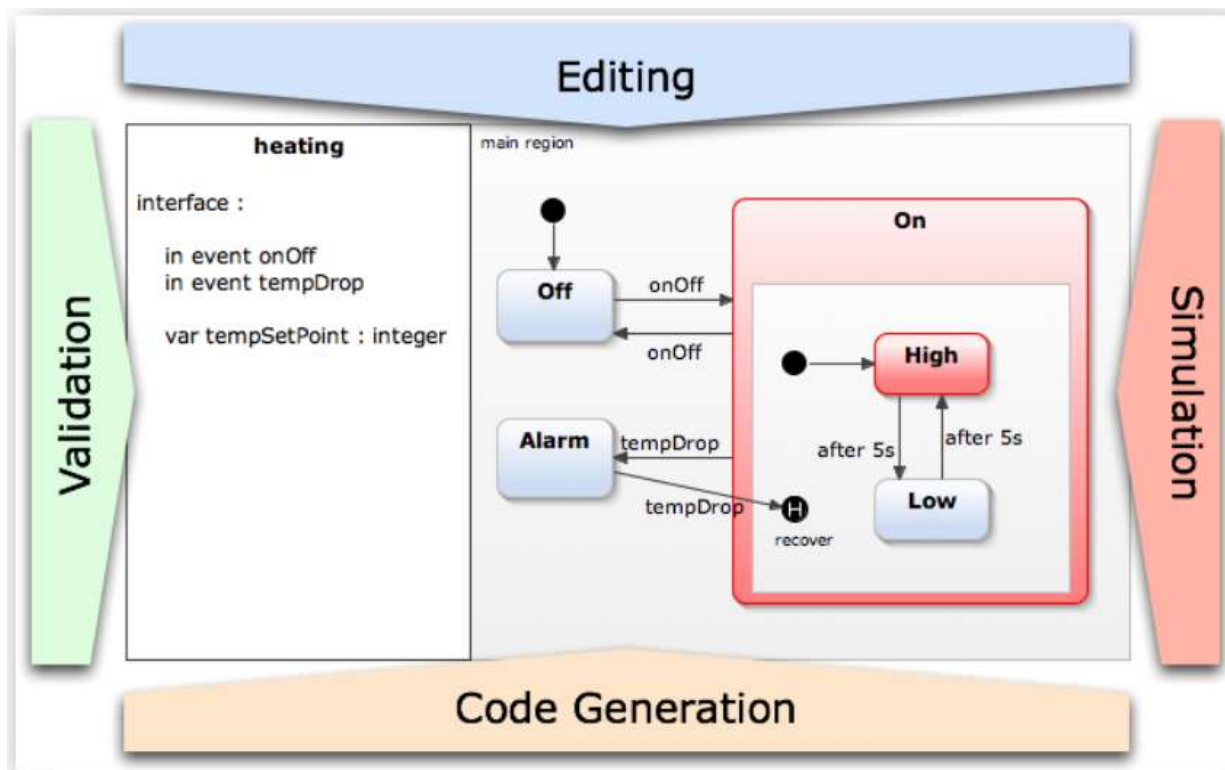 Editing
Validation
heating
interface :
in event onOff
in event tempDrop
var tempSetPoint : integer
main region
Off
onOff
onOff
Alarm
tempDrop
tempDrop
On
High
after 5s
after 5s
Low
H
recover
Simulation
Code Generation